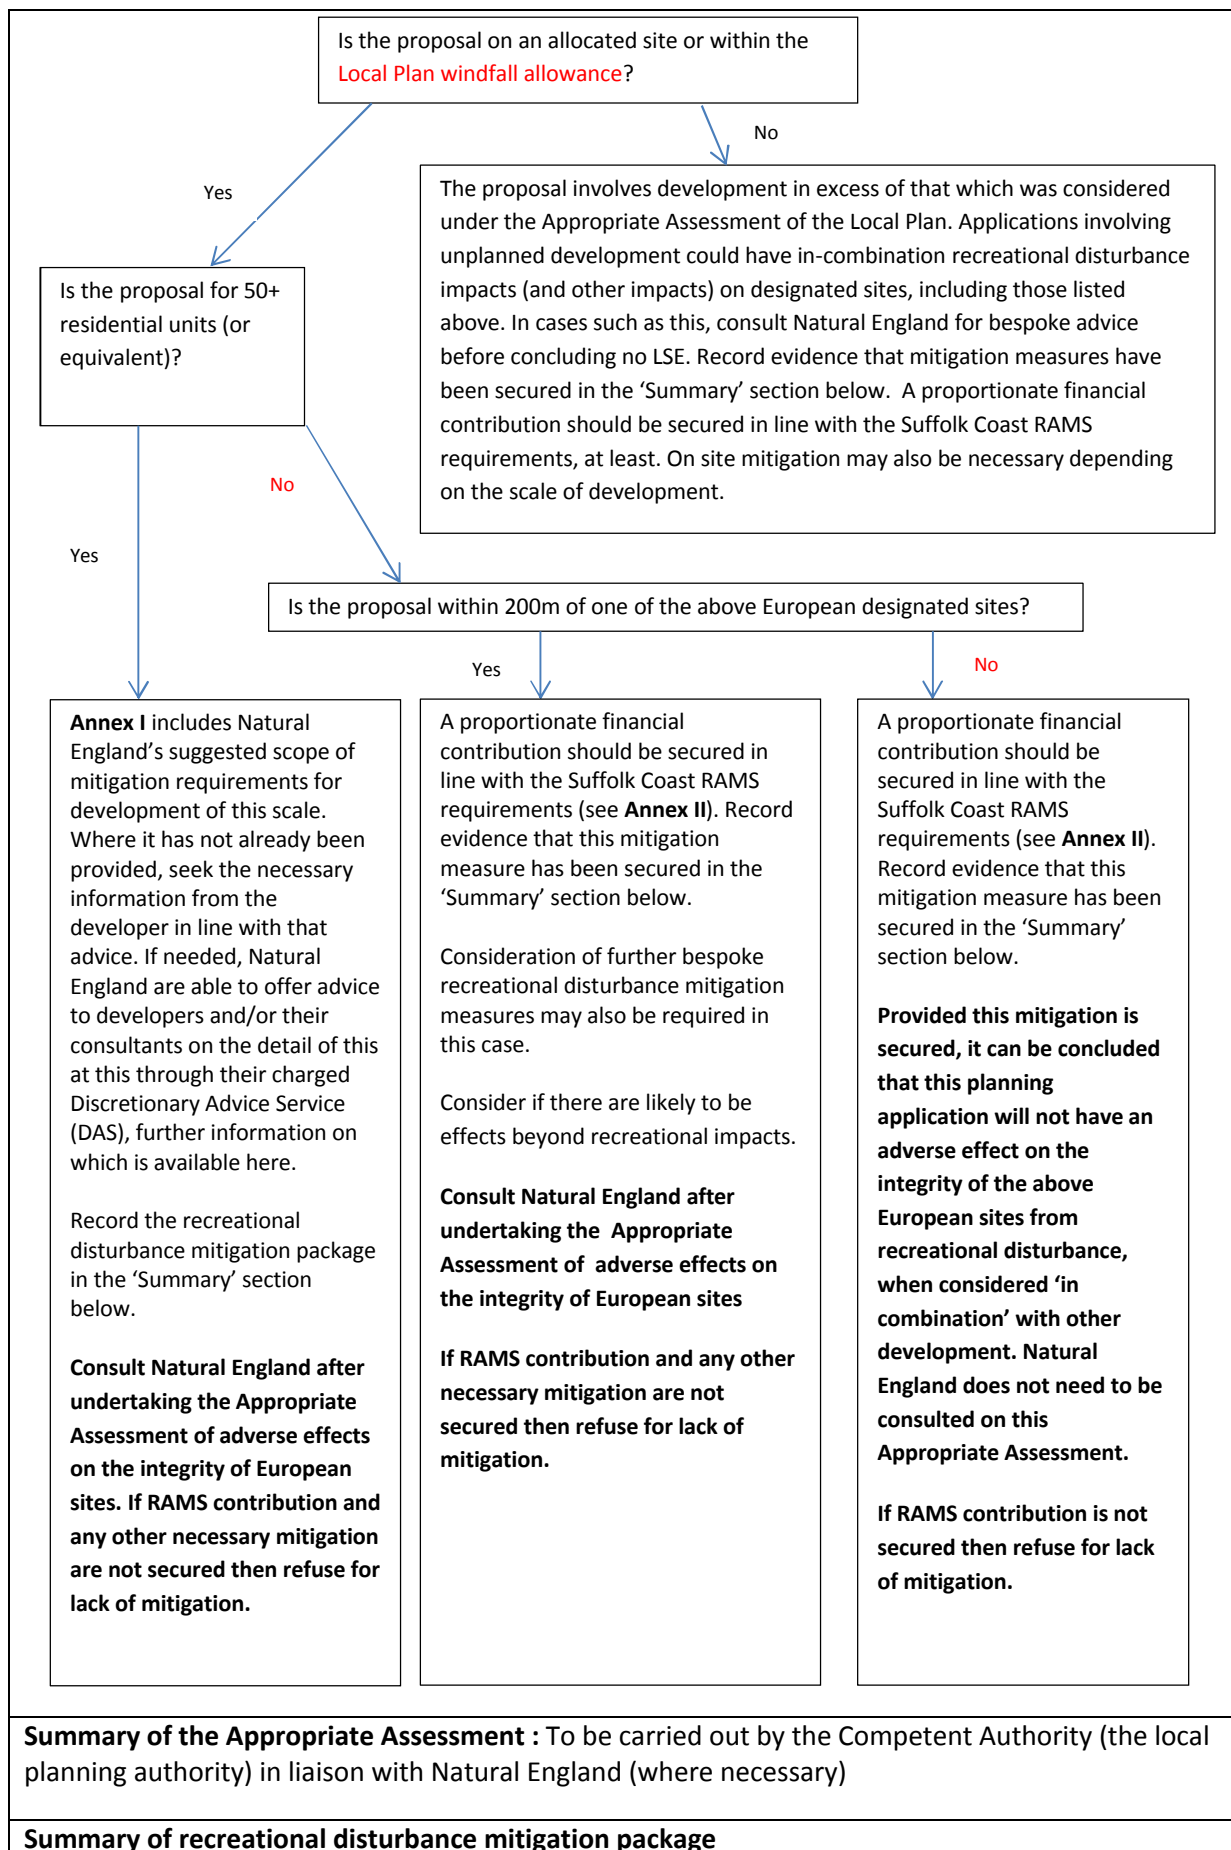 Is the proposal on an allocated site or within the
Local Plan windfall allowance?
No
Yes
The proposal involves development in excess of that which was considered
under the Appropriate Assessment of the Local Plan. Applications involving
unplanned development could have in-combination recreational disturbance
impacts (and other impacts) on designated sites, including those listed
above. In cases such as this, consult Natural England for bespoke advice
before concluding no LSE. Record evidence that mitigation measures have
been secured in the ‘Summary’ section below.  A proportionate financial
contribution should be secured in line with the Suffolk Coast RAMS
requirements, at least. On site mitigation may also be necessary depending
on the scale of development.
Is the proposal for 50+
residential units (or
equivalent)?
No
Yes
Is the proposal within 200m of one of the above European designated sites?
Yes
No
Annex I includes Natural
England’s suggested scope of
mitigation requirements for
development of this scale.
Where it has not already been
provided, seek the necessary
information from the
developer in line with that
advice. If needed, Natural
England are able to offer advice
to developers and/or their
consultants on the detail of this
at this through their charged
Discretionary Advice Service
(DAS), further information on
which is available here.
Record the recreational
disturbance mitigation package
in the ‘Summary’ section
below.
Consult Natural England after
undertaking the Appropriate
Assessment of adverse effects
on the integrity of European
sites. If RAMS contribution and
any other necessary mitigation
are not secured then refuse for
lack of mitigation.
A proportionate financial
contribution should be secured in
line with the Suffolk Coast RAMS
requirements (see Annex II). Record
evidence that this mitigation
measure has been secured in the
‘Summary’ section below.
Consideration of further bespoke
recreational disturbance mitigation
measures may also be required in
this case.
Consider if there are likely to be
effects beyond recreational impacts.
Consult Natural England after
undertaking the  Appropriate
Assessment of  adverse effects on
the integrity of European sites
If RAMS contribution and any other
necessary mitigation are not
secured then refuse for lack of
mitigation.
A proportionate financial
contribution should be
secured in line with the
Suffolk Coast RAMS
requirements (see Annex II).
Record evidence that this
mitigation measure has been
secured in the ‘Summary’
section below.
Provided this mitigation is
secured, it can be concluded
that this planning
application will not have an
adverse effect on the
integrity of the above
European sites from
recreational disturbance,
when considered ‘in
combination’ with other
development. Natural
England does not need to be
consulted on this
Appropriate Assessment.
If RAMS contribution is not
secured then refuse for lack
of mitigation.
Summary of the Appropriate Assessment : To be carried out by the Competent Authority (the local
planning authority) in liaison with Natural England (where necessary)
Summary of recreational disturbance mitigation package